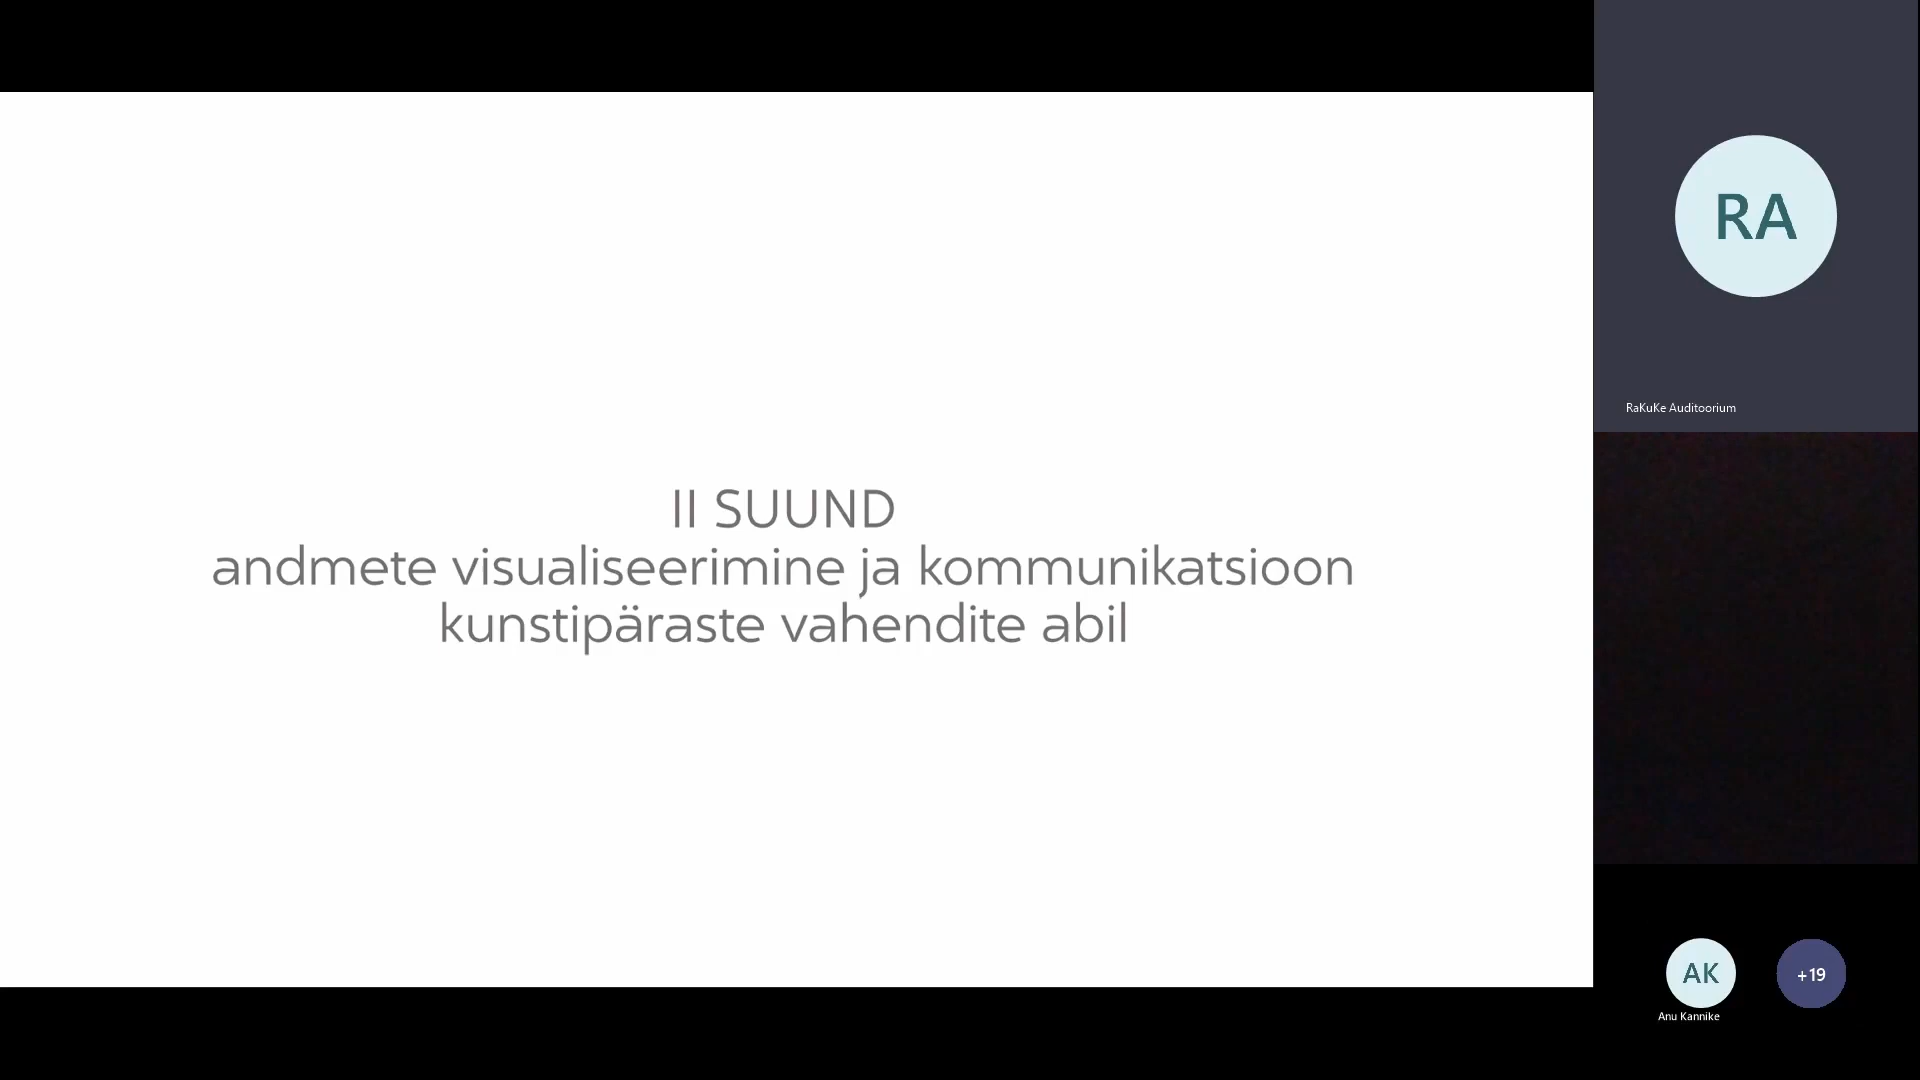 II SUUND
andmete visualiseerimine ja kommunikatsioon
kunstipäraste vahendite abil
RA
RaKuKe Auditoorium
AK
+19
Anu Kannike